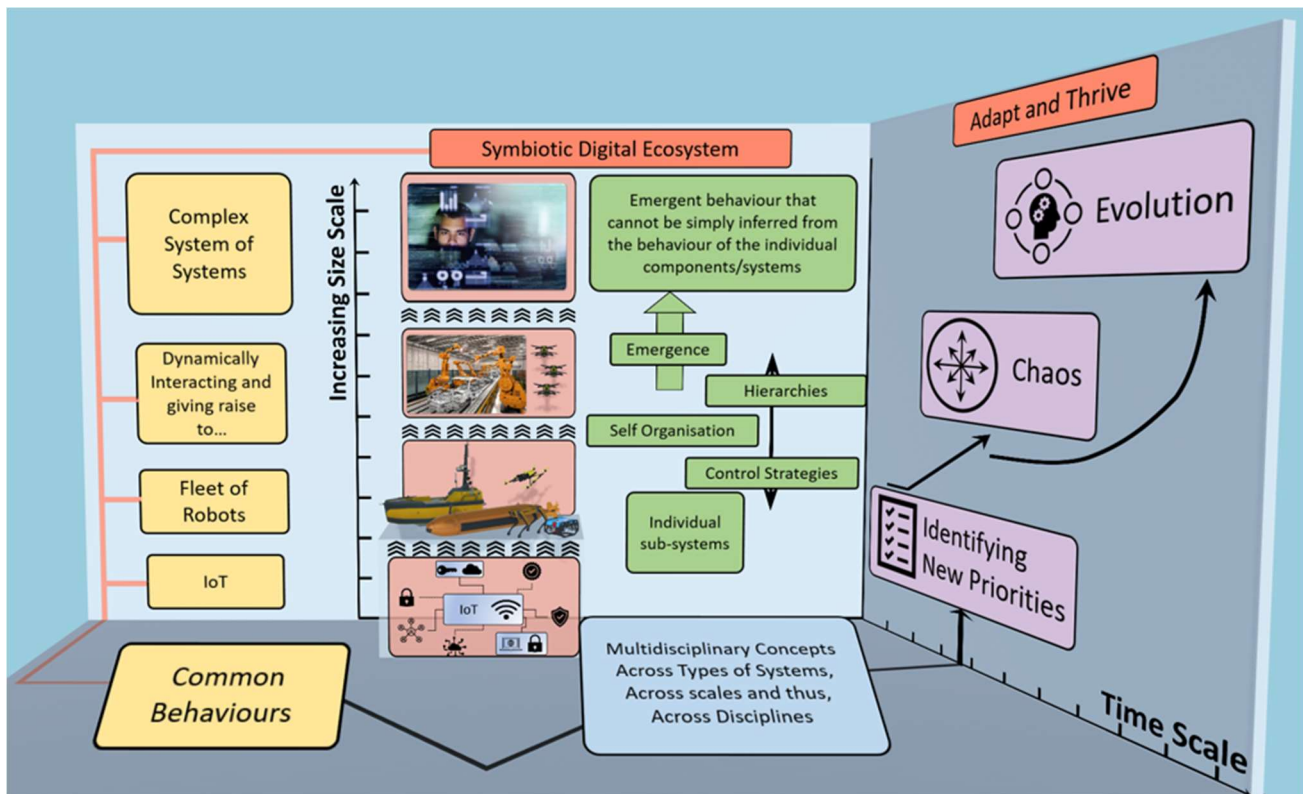 Symbiotic Digital Ecosystem
Adapt and Thrive
Complex
System of
Systems
Dynamically
Interacting and
giving raise
to...
Fleet of
Robots
IoT
Common
Behaviours
Increasing Size Scale
IoT
Emergent behaviour that
cannot be simply inferred from
the behaviour of the individual
components/systems
Emergence
Hierarchies
Self Organisation
Control Strategies
Individual
sub-systems
Multidisciplinary Concepts
Across Types of Systems,
Across scales and thus,
Across Disciplines
Evolution
Chaos
Identifying
New Priorities
Time Scale